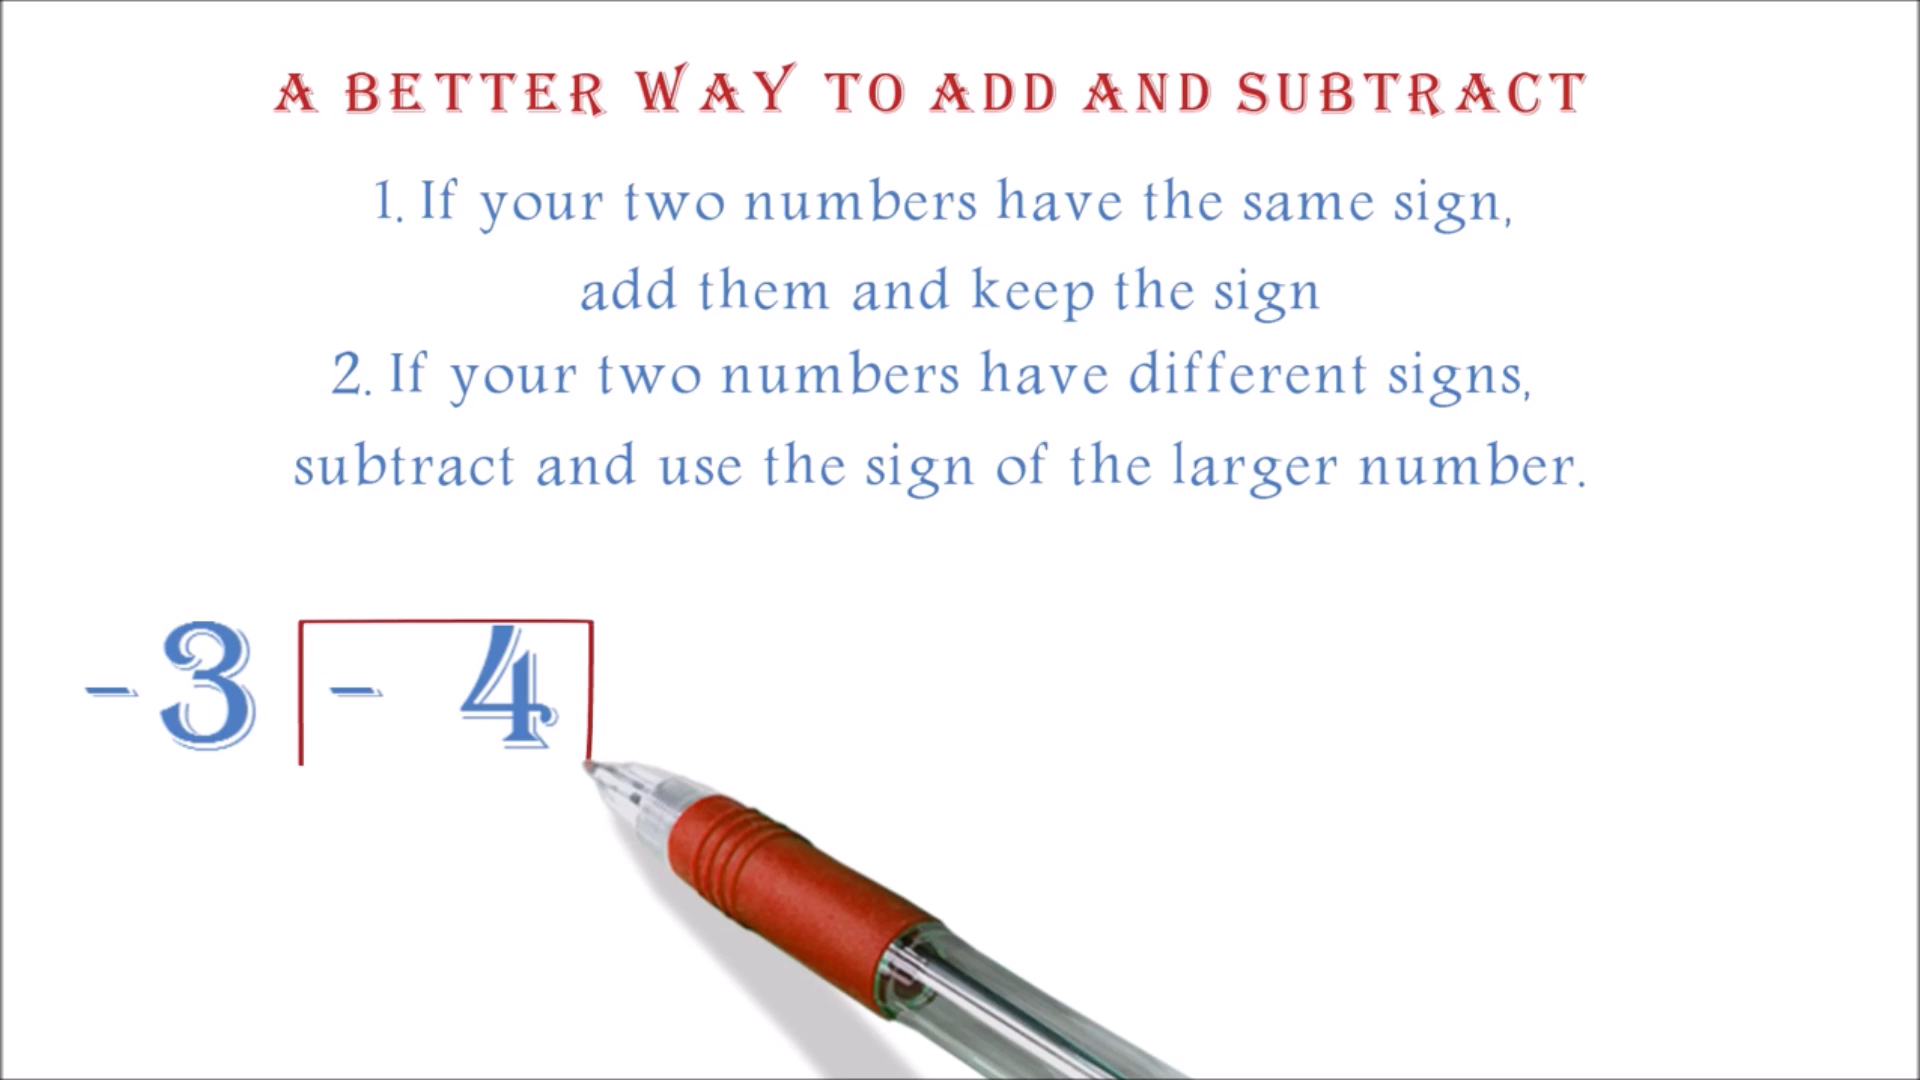 A BETTER WAY TO ADD AND SUBTRACT
1. If your two numbers have the same sign,
add them and keep the sign
2. If your two numbers have different signs,
subtract and use the sign of the larger number.
-3 - 4